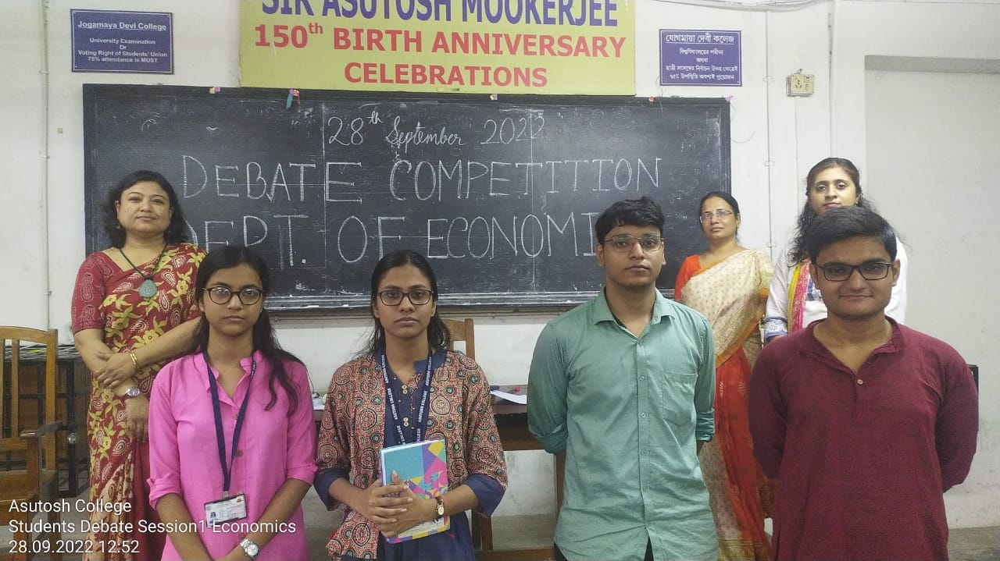 SIR ASUTOSH MOOKERJEE
150th BIRTH ANNIVERSARY
CELEBRATIONS
Jogamaya Devi College
University Examination
Or
Voting Right of Students' Union
75% attendance is MUST
যোগমায়া দেবী কলেজ
বিশ্ববিদ্যালয়ের পরীক্ষা
অথবা
ছাত্রী সংসদের নির্বাচন উভয় ক্ষেত্রেই
৭৫% উপস্থিতি অবশ্যই প্রয়োজন
28th September 2022
DEBATE COMPETITION
DEPT. OF ECONOMI
ASUTOSH COLLEGE
Asutosh College
Students Debate Session1-Economics
28.09.2022 12:52